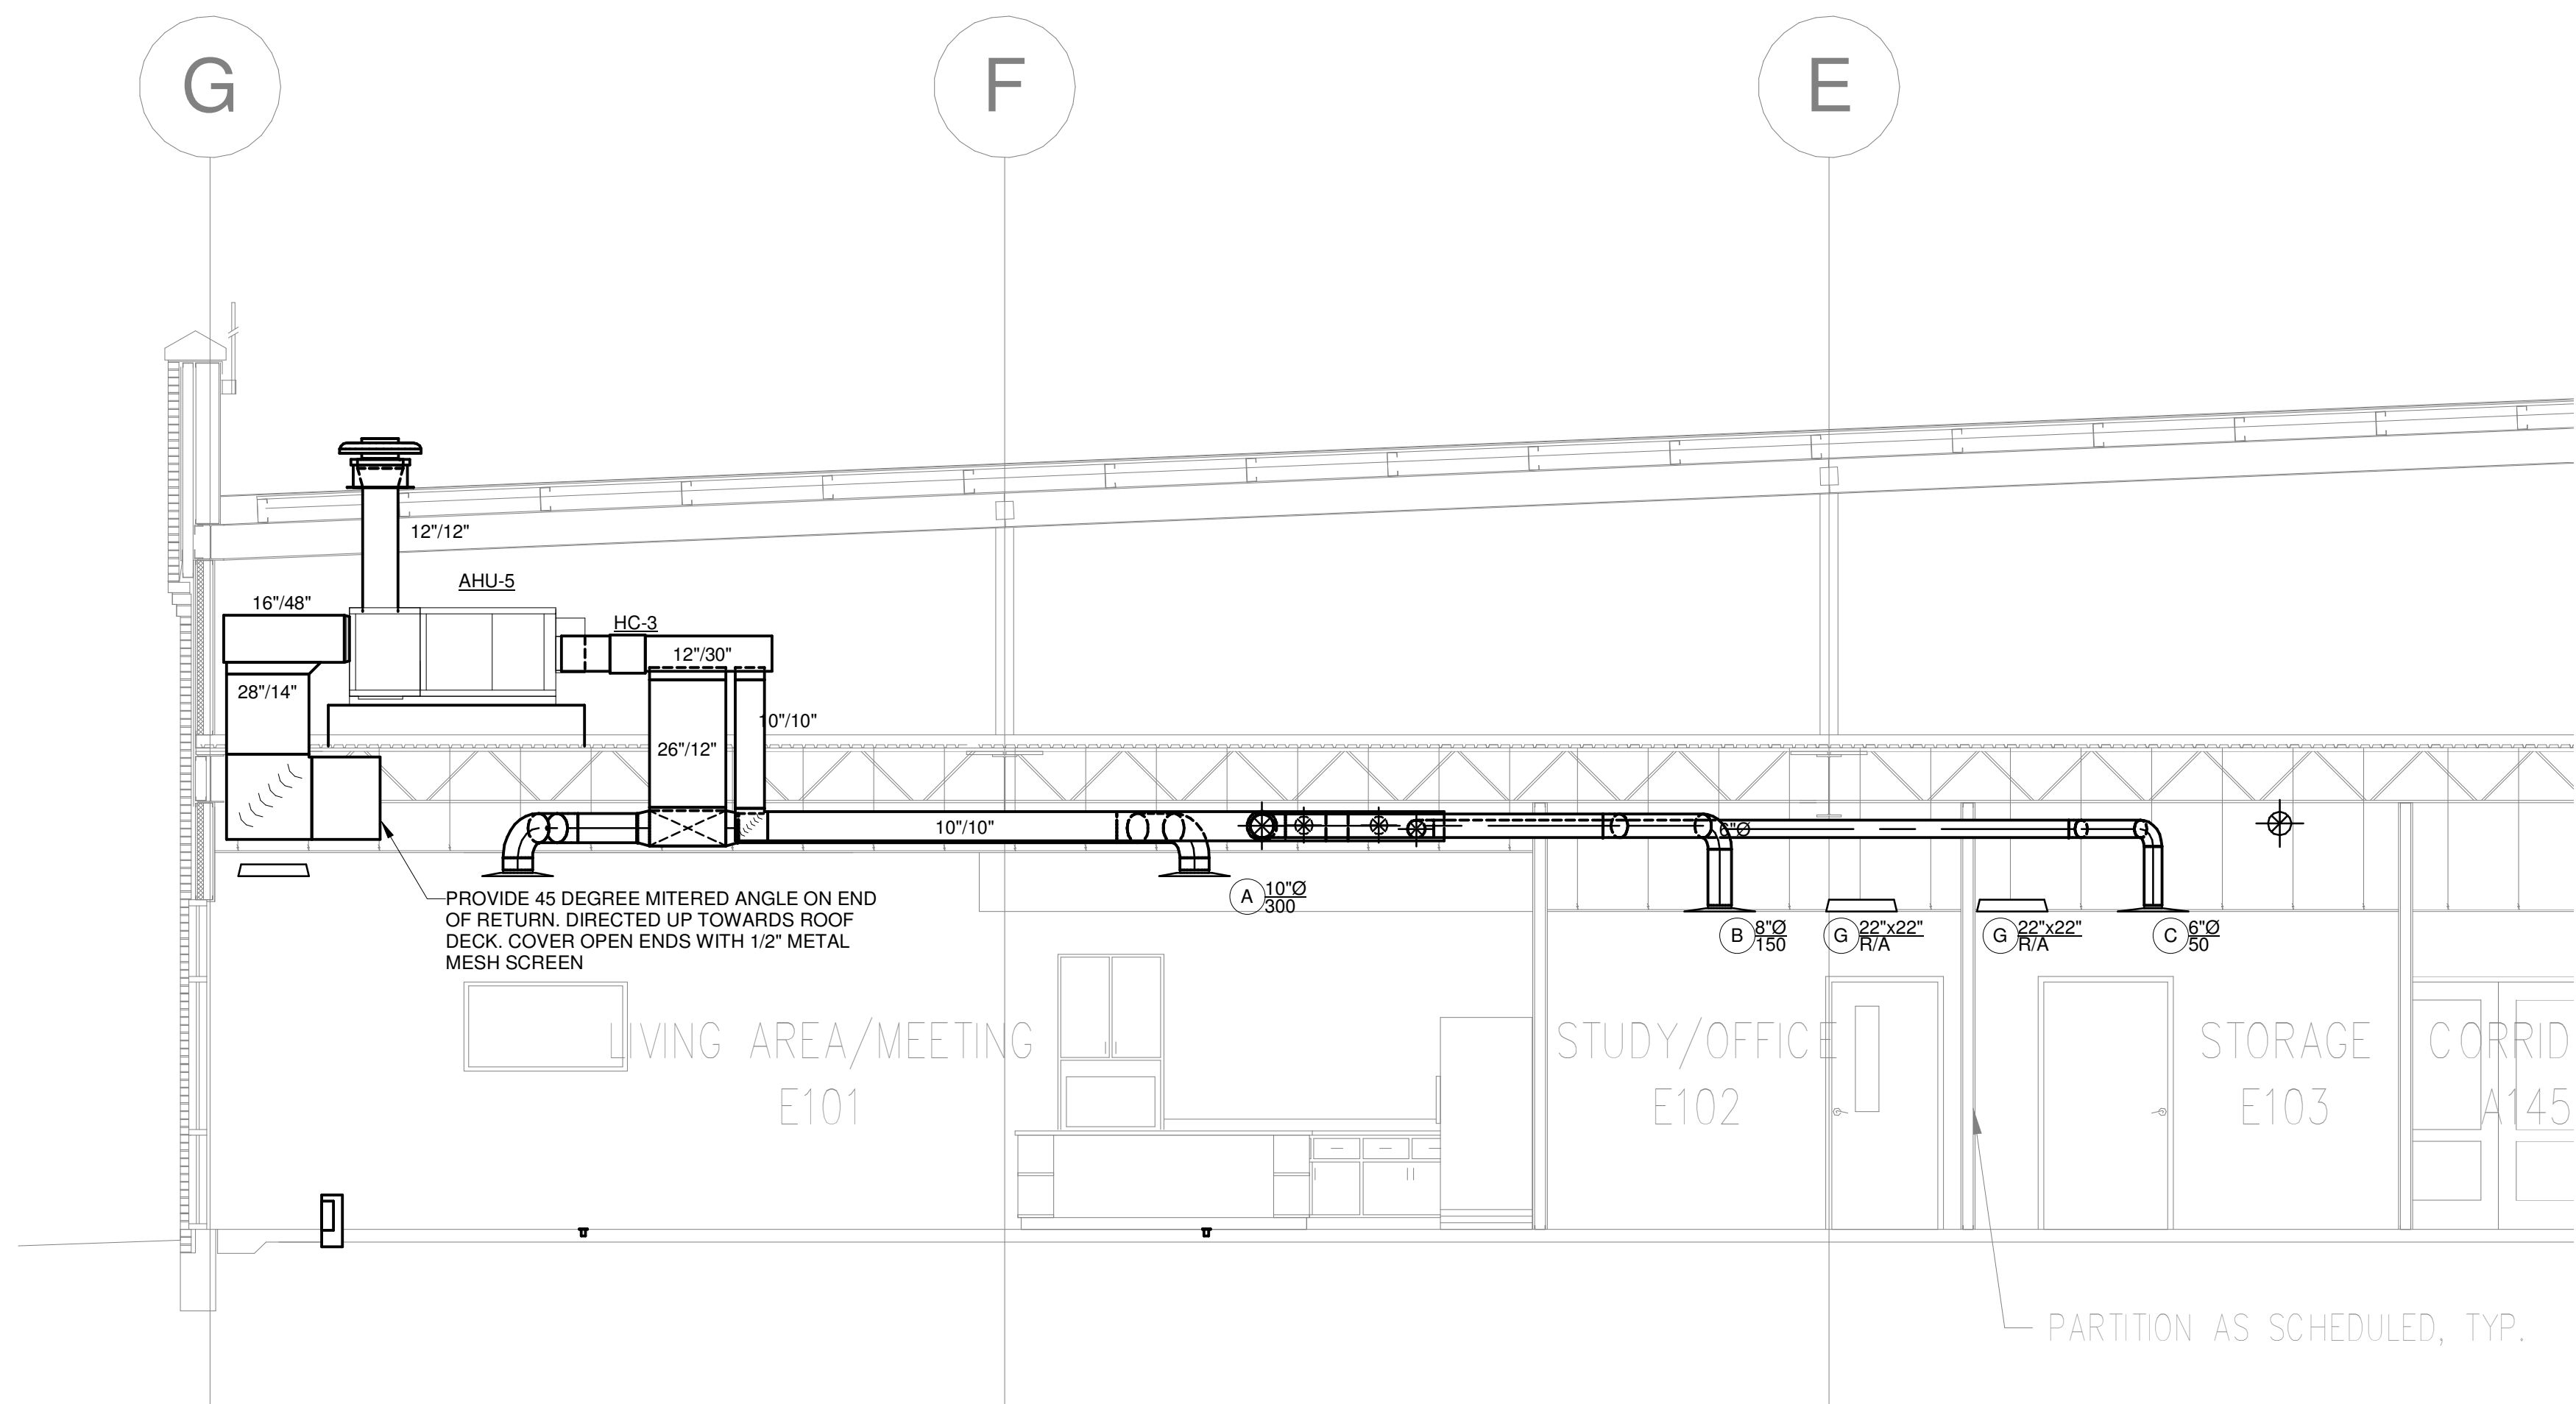 G
F
E
12"/12"
AHU-5
16"/48"
HC-3
12"/30"
28"/14"
10"/10"
26"/12"
10"/10"
6"Ø
PROVIDE 45 DEGREE MITERED ANGLE ON END
OF RETURN. DIRECTED UP TOWARDS ROOF
DECK. COVER OPEN ENDS WITH 1/2" METAL
MESH SCREEN
A 10"Ø
300
B 8"Ø
150
G 22"x22"
R/A
G 22"x22"
R/A
C 6"Ø
50
LIVING AREA/MEETING
E101
STUDY/OFFICE
E102
STORAGE
E103
CORRID
A145
PARTITION AS SCHEDULED, TYP.